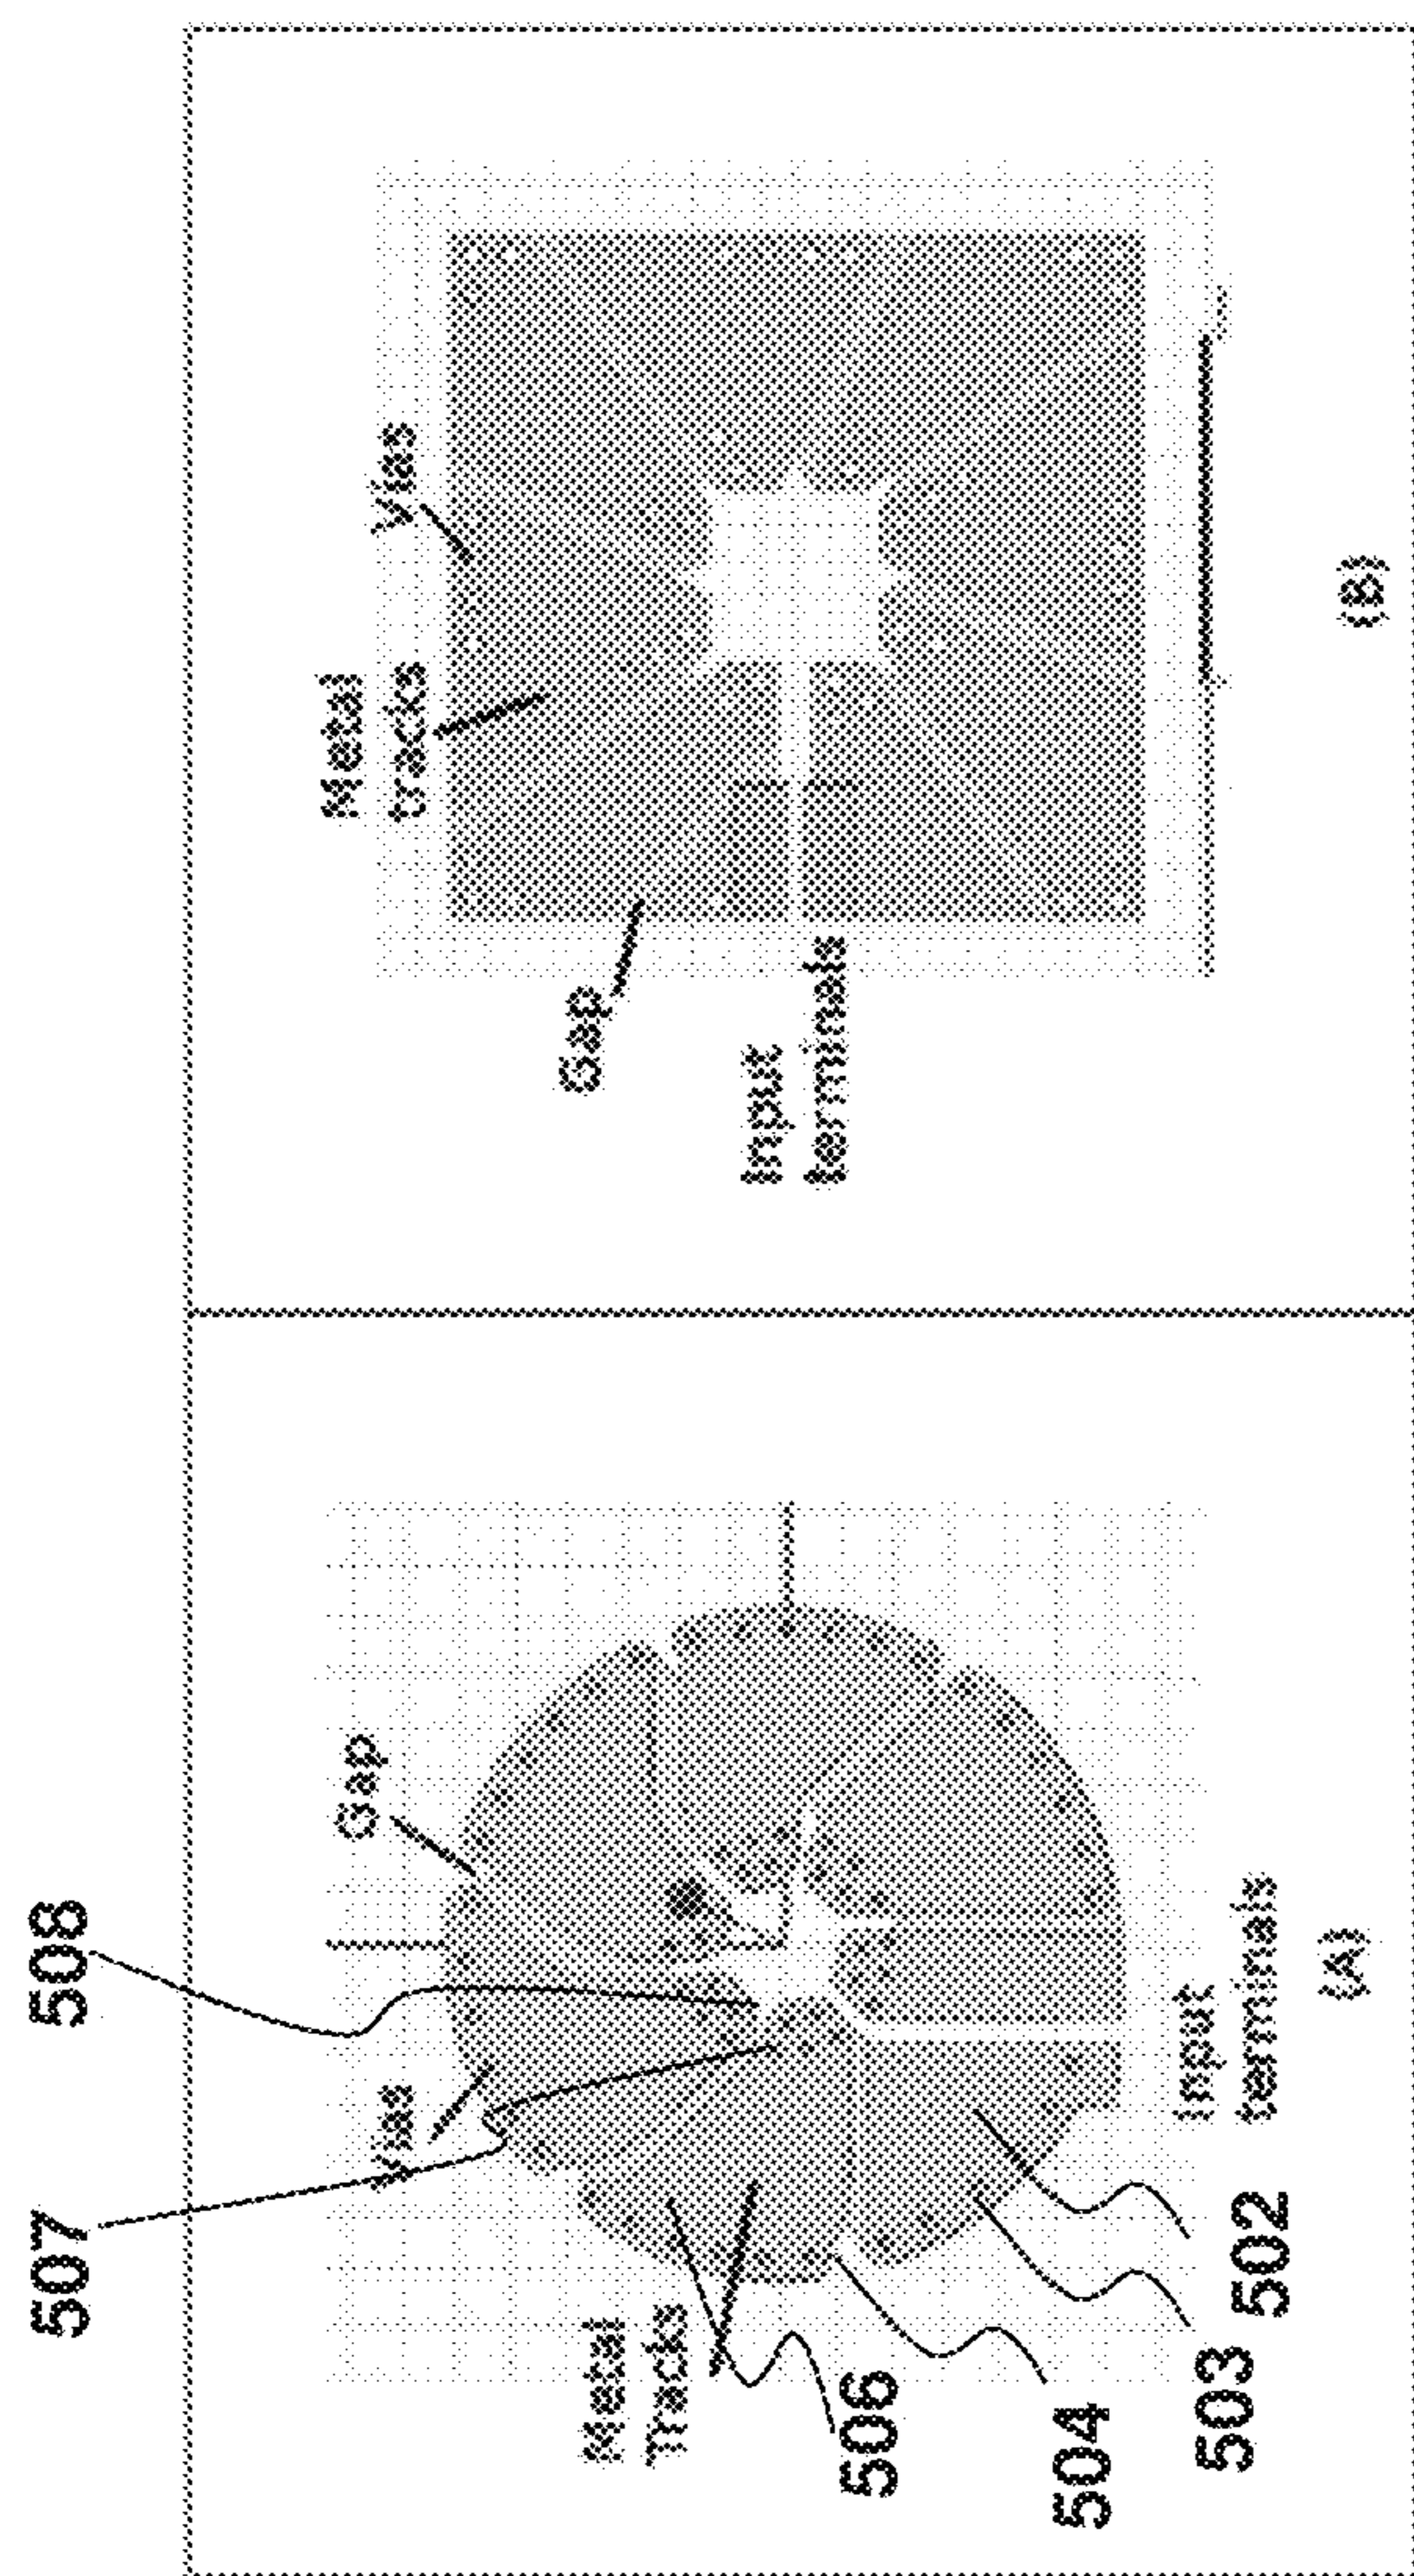 507
508
Vias
Gap
Metal
Tracks
506
504
503
502
Input
terminals
(A)
Metal
tracks
Vias
Gap
Input
terminals
(B)